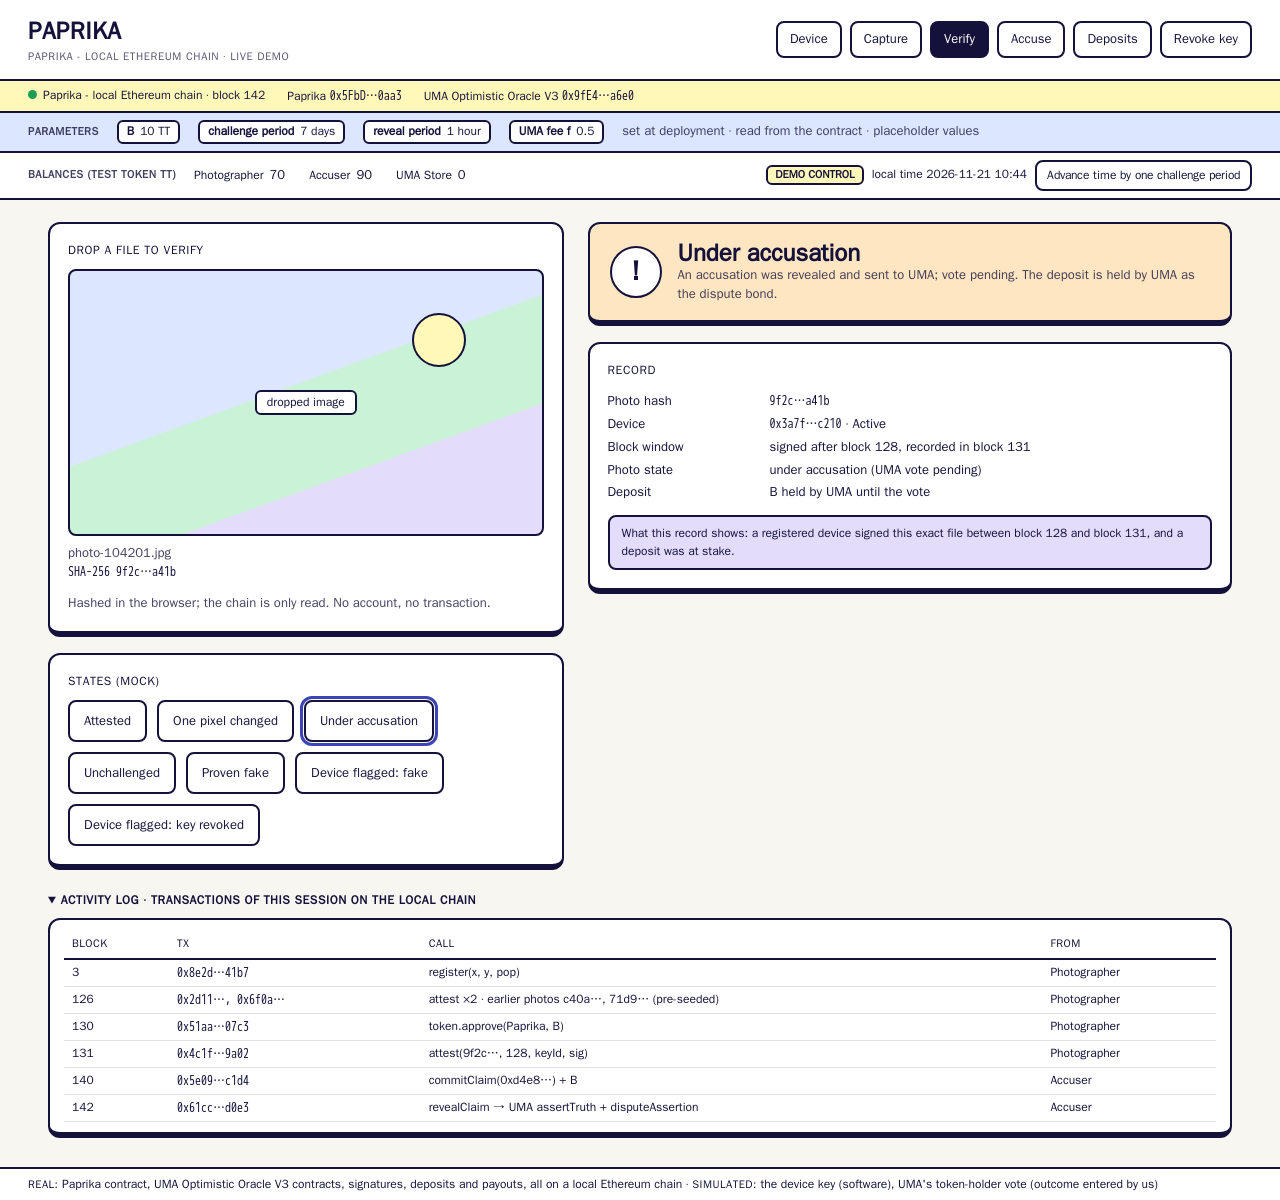 PAPRIKA
PAPRIKA - LOCAL ETHEREUM CHAIN · LIVE DEMO
Device
Capture
Verify
Accuse
Deposits
Revoke key
Paprika - local Ethereum chain · block 142 Paprika 0x5FbD···0aa3 UMA Optimistic Oracle V3 0x9fE4···a6e0
PARAMETERS B 10 TT challenge period 7 days reveal period 1 hour UMA fee f 0.5 set at deployment · read from the contract · placeholder values
BALANCES (TEST TOKEN TT) Photographer 70 Accuser 90 UMA Store 0 DEMO CONTROL local time 2026-11-21 10:44 Advance time by one challenge period
DROP A FILE TO VERIFY
dropped image
photo-104201.jpg
SHA-256 9f2c···a41b
Hashed in the browser; the chain is only read. No account, no transaction.
STATES (MOCK)
Attested
One pixel changed
Under accusation
Unchallenged
Proven fake
Device flagged: fake
Device flagged: key revoked
!
Under accusation
An accusation was revealed and sent to UMA; vote pending. The deposit is held by UMA as
the dispute bond.
RECORD
Photo hash 9f2c···a41b
Device 0x3a7f···c210 · Active
Block window signed after block 128, recorded in block 131
Photo state under accusation (UMA vote pending)
Deposit B held by UMA until the vote
What this record shows: a registered device signed this exact file between block 128 and block 131, and a
deposit was at stake.
▼ ACTIVITY LOG · TRANSACTIONS OF THIS SESSION ON THE LOCAL CHAIN
BLOCK TX CALL FROM
3 0x8e2d···41b7 register(x, y, pop) Photographer
126 0x2d11···, 0x6f0a··· attest ×2 · earlier photos c40a···, 71d9··· (pre-seeded) Photographer
130 0x51aa···07c3 token.approve(Paprika, B) Photographer
131 0x4c1f···9a02 attest(9f2c···, 128, keyId, sig) Photographer
140 0x5e09···c1d4 commitClaim(0xd4e8···) + B Accuser
142 0x61cc···d0e3 revealClaim → UMA assertTruth + disputeAssertion Accuser
REAL: Paprika contract, UMA Optimistic Oracle V3 contracts, signatures, deposits and payouts, all on a local Ethereum chain · SIMULATED: the device key (software), UMA's token-holder vote (outcome entered by us)